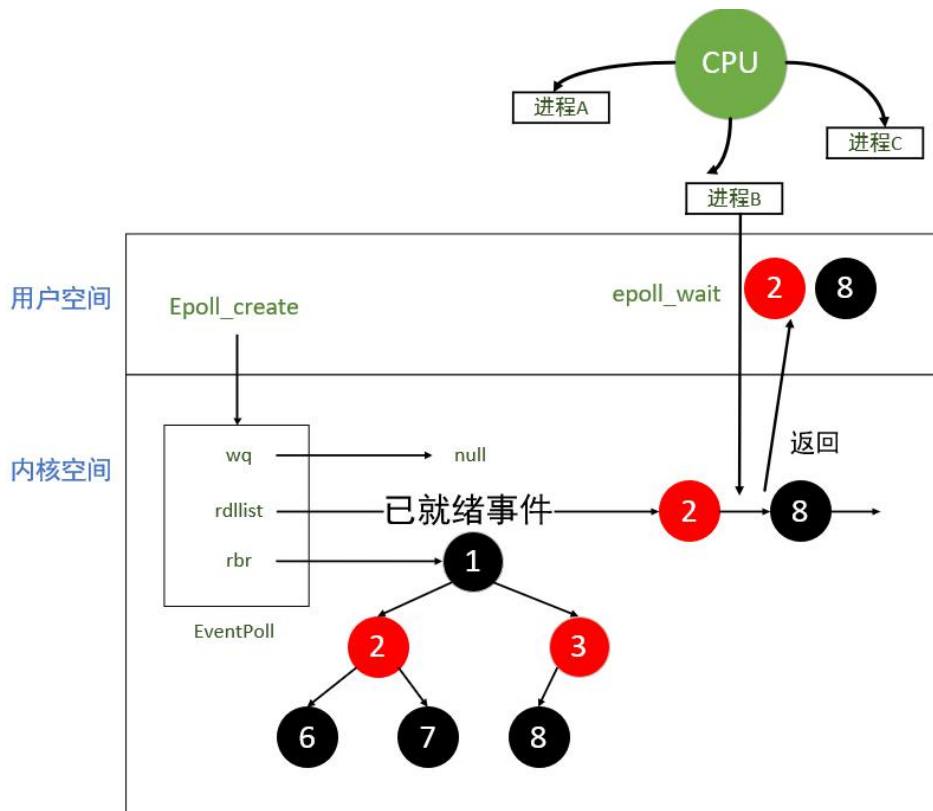 CPU
进程A
进程C
进程B
用户空间
Epoll_create
epoll_wait
2
8
内核空间
wq
null
返回
rdllist
已就绪事件
2
8
rbr
1
EventPoll
2
3
6
7
8